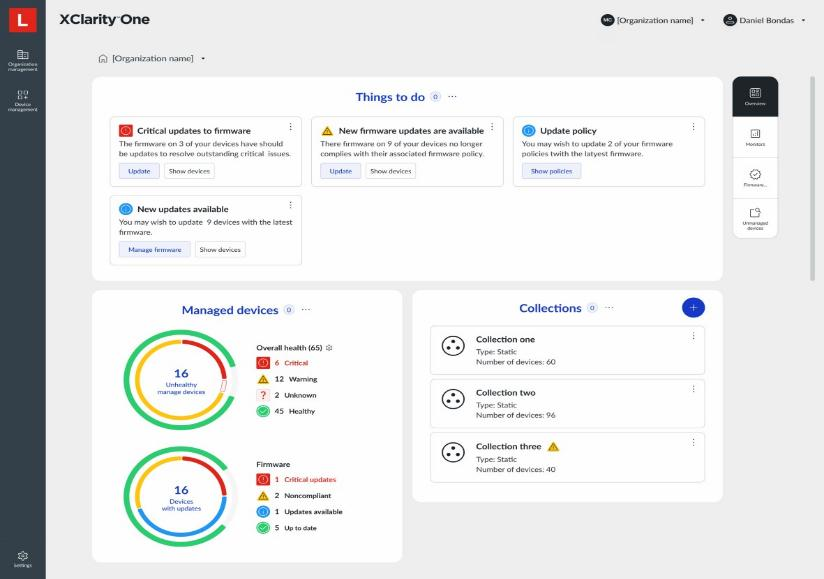 L
XClarity One
MC [Organization name]
Daniel Bondas
Organization
management
Device
management
Settings
[Organization name]
Things to do 0 ...
Critical updates to firmware
The firmware on 3 of your devices have should
be updates to resolve outstanding critical issues.
Update Show devices
New firmware updates are available
There firmware on 9 of your devices no longer
complies with their associated firmware policy.
Update Show devices
Update policy
You may wish to update 2 of your firmware
policies twith the latyest firmware.
Show policies
New updates available
You may wish to update 9 devices with the latest
firmware.
Manage firmware Show devices
Overview
Monitors
Firmware...
Unmanaged
devices
Managed devices 0 ...
16
Unhealthy
manage devices
Overall health (65)
6 Critical
12 Warning
? 2 Unknown
45 Healthy
16
Devices
with updates
Firmware
1 Critical updates
2 Noncompliant
1 Updates available
5 Up to date
Collections 0 ...
+
Collection one
Type: Static
Number of devices: 60
Collection two
Type: Static
Number of devices: 96
Collection three
Type: Static
Number of devices: 40